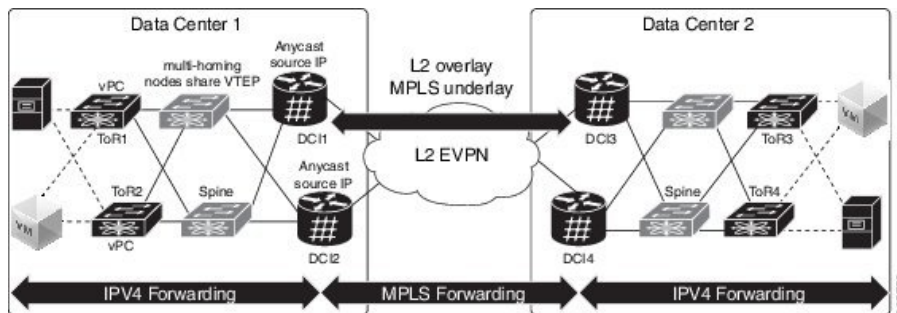 Data Center 1
Data Center 2
Anycast
source IP
multi-homing
nodes share VTEP
vPC
L2 overlay
MPLS underlay
VM
ToR1
DCI1
DCI3
ToR3
L2 EVPN
Anycast
source IP
ToR2
Spine
Spine
ToR4
VM
vPC
DCI2
DCI4
IPV4 Forwarding
MPLS Forwarding
IPV4 Forwarding